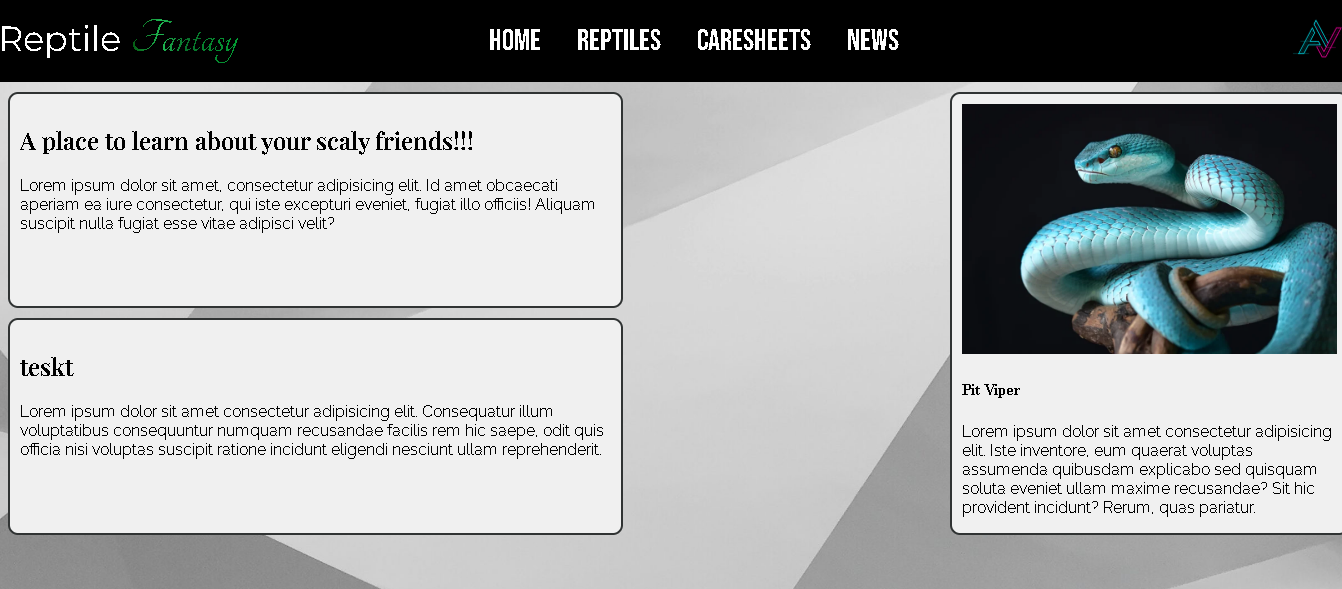 Reptile Fantasy
HOME REPTILES CARESHEETS NEWS
AV
A place to learn about your scaly friends!!!
Lorem ipsum dolor sit amet, consectetur adipisicing elit. Id amet obcaecati
aperiam ea iure consectetur, qui iste excepturi eveniet, fugiat illo officiis! Aliquam
suscipit nulla fugiat esse vitae adipisci velit?
teskt
Lorem ipsum dolor sit amet consectetur adipisicing elit. Consequatur illum
voluptatibus consequuntur numquam recusandae facilis rem hic saepe, odit quis
officia nisi voluptas suscipit ratione incidunt eligendi nesciunt ullam reprehenderit.
Pit Viper
Lorem ipsum dolor sit amet consectetur adipisicing
elit. Iste inventore, eum quaerat voluptas
assumenda quibusdam explicabo sed quisquam
soluta eveniet ullam maxime recusandae? Sit hic
provident incidunt? Rerum, quas pariatur.